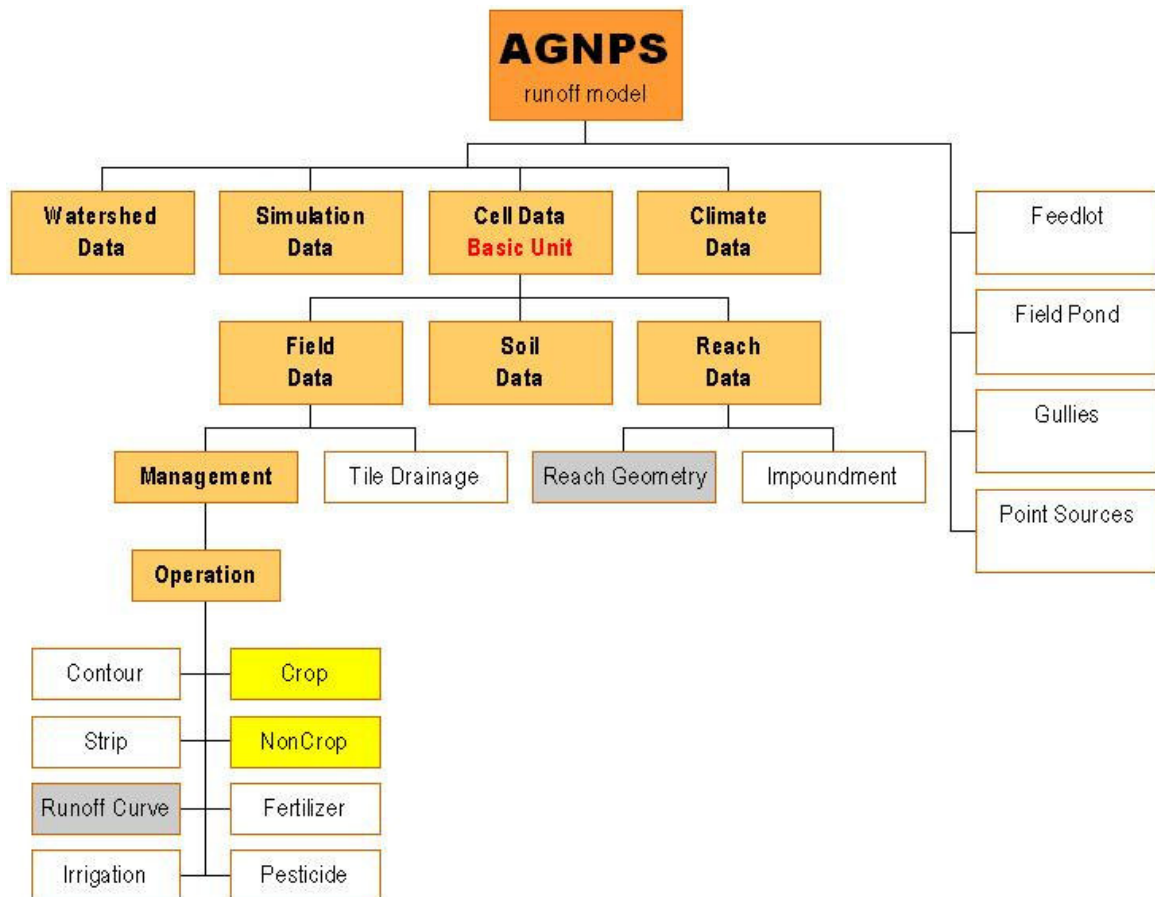 AGNPS
runoff model
Watershed
Data
Simulation
Data
Cell Data
Basic Unit
Climate
Data
Feedlot
Field Pond
Gullies
Point Sources
Field
Data
Soil
Data
Reach
Data
Management
Tile Drainage
Reach Geometry
Impoundment
Operation
Contour
Crop
Strip
NonCrop
Runoff Curve
Fertilizer
Irrigation
Pesticide